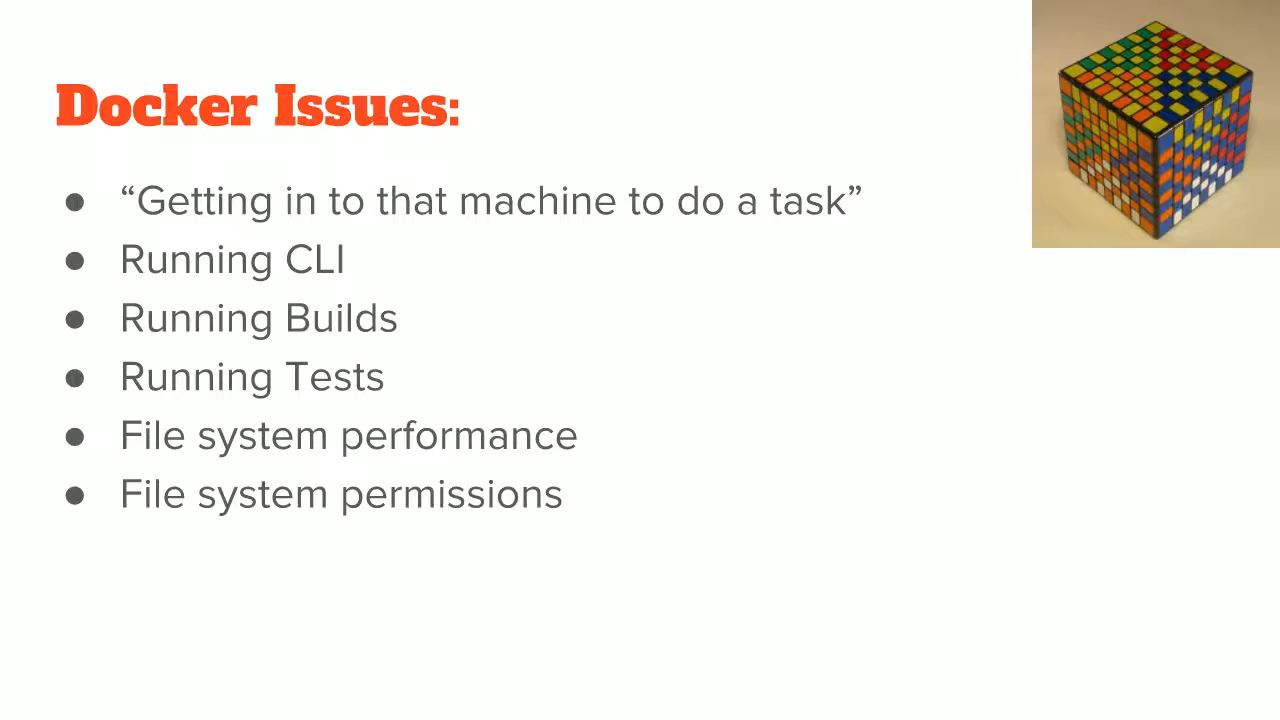 Docker Issues:
“Getting in to that machine to do a task”
Running CLI
Running Builds
Running Tests
File system performance
File system permissions